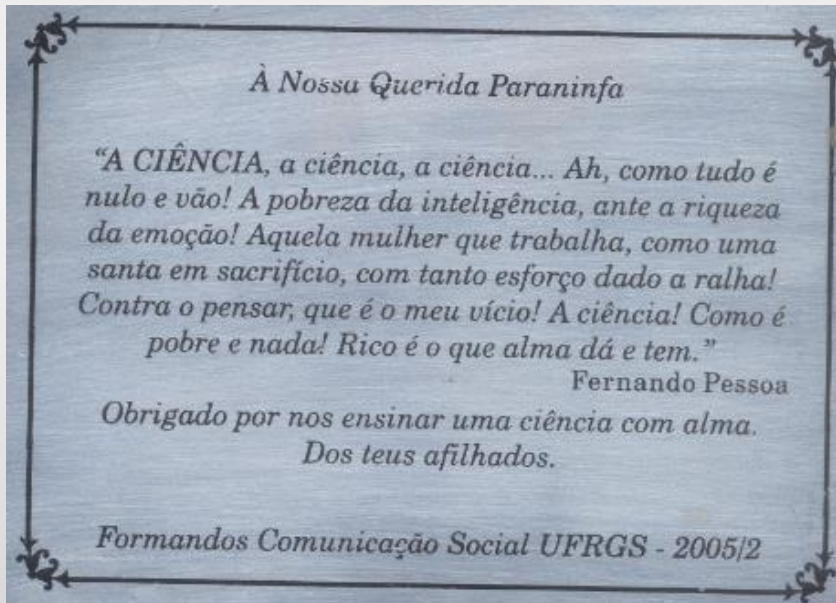 À Nossa Querida Paraninfa
“A CIÊNCIA, a ciência, a ciência... Ah, como tudo é
nulo e vão! A pobreza da inteligência, ante a riqueza
da emoção! Aquela mulher que trabalha, como uma
santa em sacrifício, com tanto esforço dado a ralha!
Contra o pensar, que é o meu vício! A ciência! Como é
pobre e nada! Rico é o que alma dá e tem.”
Fernando Pessoa
Obrigado por nos ensinar uma ciência com alma.
Dos teus afilhados.
Formandos Comunicação Social UFRGS - 2005/2